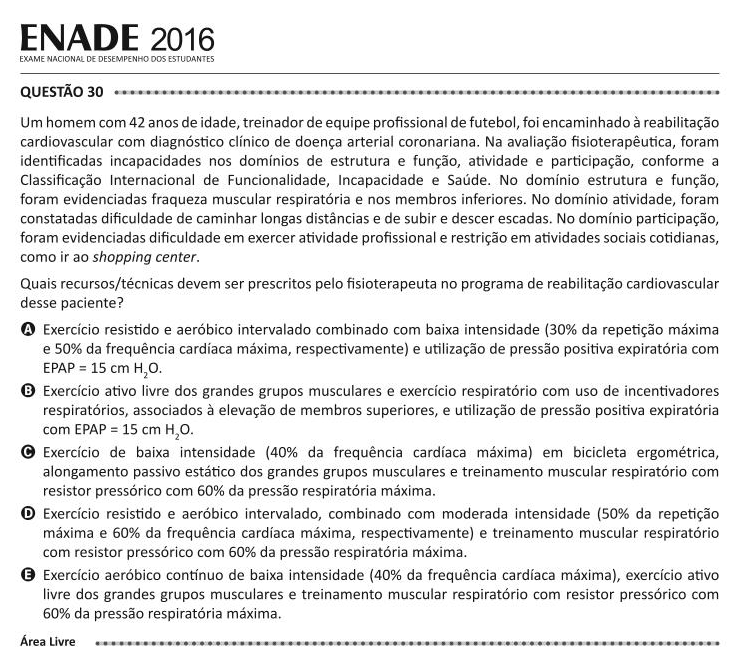 ENADE 2016
EXAME NACIONAL DE DESEMPENHO DOS ESTUDANTES
QUESTÃO 30
Um homem com 42 anos de idade, treinador de equipe profissional de futebol, foi encaminhado à reabilitação
cardiovascular com diagnóstico clínico de doença arterial coronariana. Na avaliação fisioterapêutica, foram
identificadas incapacidades nos domínios de estrutura e função, atividade e participação, conforme a
Classificação Internacional de Funcionalidade, Incapacidade e Saúde. No domínio estrutura e função,
foram evidenciadas fraqueza muscular respiratória e nos membros inferiores. No domínio atividade, foram
constatadas dificuldade de caminhar longas distâncias e de subir e descer escadas. No domínio participação,
foram evidenciadas dificuldade em exercer atividade profissional e restrição em atividades sociais cotidianas,
como ir ao shopping center.
Quais recursos/técnicas devem ser prescritos pelo fisioterapeuta no programa de reabilitação cardiovascular
desse paciente?
A Exercício resistido e aeróbico intervalado combinado com baixa intensidade (30% da repetição máxima
e 50% da frequência cardíaca máxima, respectivamente) e utilização de pressão positiva expiratória com
EPAP = 15 cm H2O.
B Exercício ativo livre dos grandes grupos musculares e exercício respiratório com uso de incentivadores
respiratórios, associados à elevação de membros superiores, e utilização de pressão positiva expiratória
com EPAP = 15 cm H2O.
C Exercício de baixa intensidade (40% da frequência cardíaca máxima) em bicicleta ergométrica,
alongamento passivo estático dos grandes grupos musculares e treinamento muscular respiratório com
resistor pressórico com 60% da pressão respiratória máxima.
D Exercício resistido e aeróbico intervalado, combinado com moderada intensidade (50% da repetição
máxima e 60% da frequência cardíaca máxima, respectivamente) e treinamento muscular respiratório
com resistor pressórico com 60% da pressão respiratória máxima.
E Exercício aeróbico contínuo de baixa intensidade (40% da frequência cardíaca máxima), exercício ativo
livre dos grandes grupos musculares e treinamento muscular respiratório com resistor pressórico com
60% da pressão respiratória máxima.
Área Livre